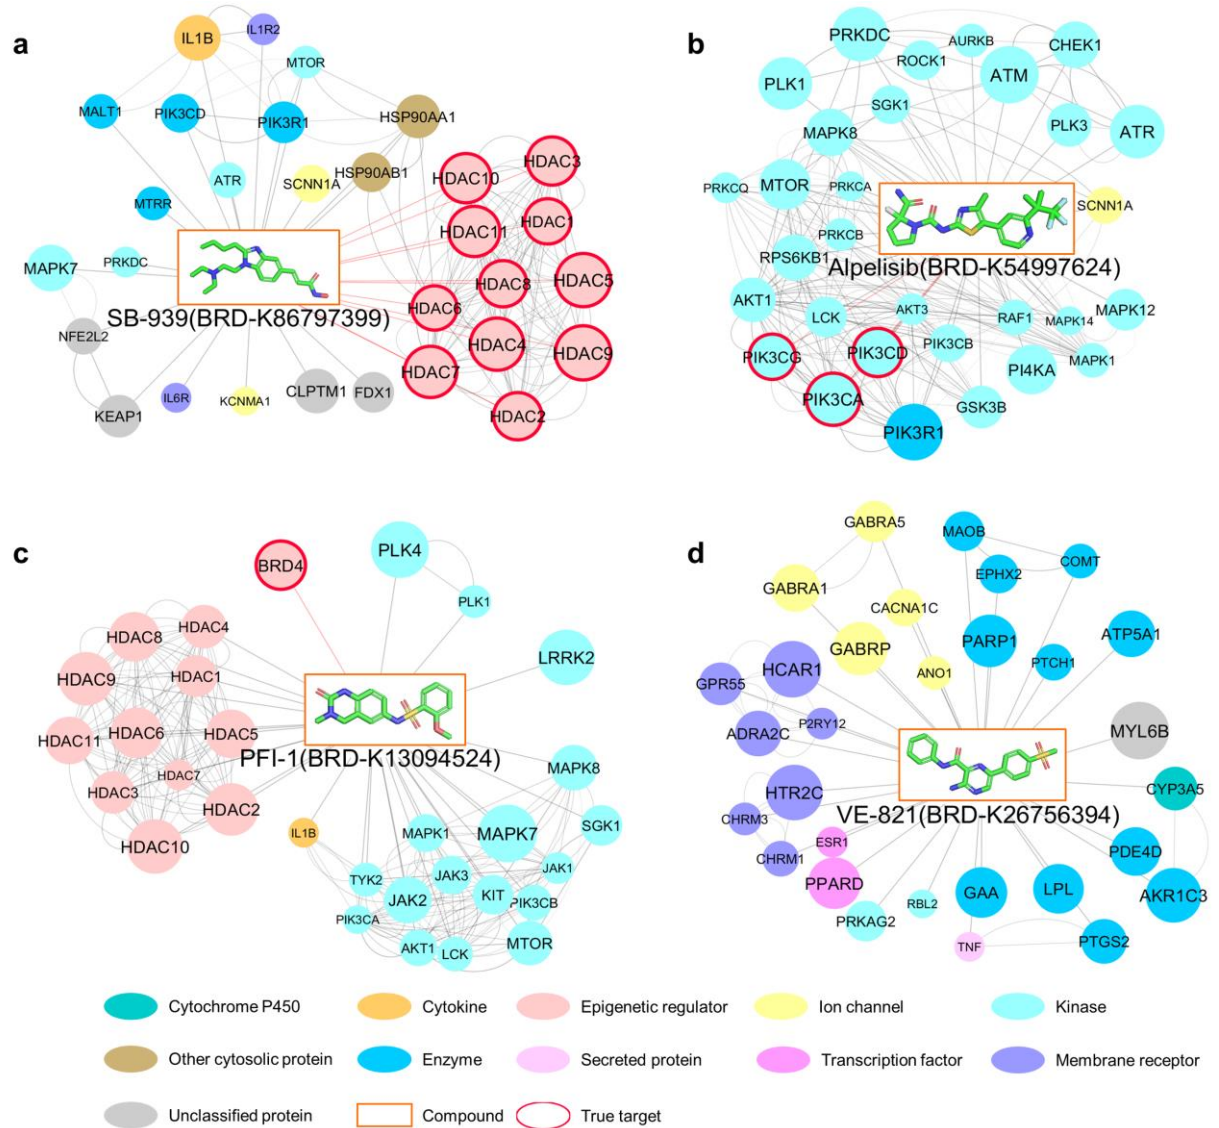 a
IL1B
IL1R2
MTOR
MALT1
PIK3CD
PIK3R1
HSP90AA1
ATR
SCNN1A
HSP90AB1
MTRR
HDAC10
HDAC3
HDAC11
HDAC1
MAPK7
PRKDC
HDAC8
HDAC5
HDAC6
SB-939(BRD-K86797399)
NFE2L2
HDAC4
HDAC9
HDAC7
KEAP1
IL6R
KCNMA1
CLPTM1
FDX1
HDAC2
b
PRKDC
AURKB
CHEK1
ROCK1
PLK1
ATM
SGK1
MAPK8
PLK3
ATR
PRKCQ
MTOR
PRKCA
SCNN1A
PRKCB
RPS6KB1
Alpelisib(BRD-K54997624)
AKT1
LCK
AKT3
RAF1
MAPK14
MAPK12
PIK3CG
PIK3CD
PIK3CB
MAPK1
PI4KA
PIK3CA
GSK3B
PIK3R1
c
BRD4
PLK4
PLK1
HDAC8
HDAC4
LRRK2
HDAC9
HDAC1
HDAC11
HDAC6
HDAC5
PFI-1(BRD-K13094524)
HDAC7
HDAC3
HDAC2
MAPK8
HDAC10
IL1B
MAPK1
MAPK7
SGK1
TYK2
JAK3
JAK1
JAK2
KIT
PIK3CB
PIK3CA
AKT1
LCK
MTOR
d
GABRA5
MAOB
COMT
EPHX2
GABRA1
CACNA1C
GABRP
PARP1
ATP5A1
PTCH1
HCAR1
ANO1
GPR55
P2RY12
ADRA2C
MYL6B
HTR2C
CYP3A5
VE-821(BRD-K26756394)
CHRM3
ESR1
CHRM1
PDE4D
PPARD
GAA
LPL
AKR1C3
PRKAG2
RBL2
TNF
PTGS2
Cytochrome P450
Cytokine
Epigenetic regulator
Ion channel
Kinase
Other cytosolic protein
Enzyme
Secreted protein
Transcription factor
Membrane receptor
Unclassified protein
Compound
True target